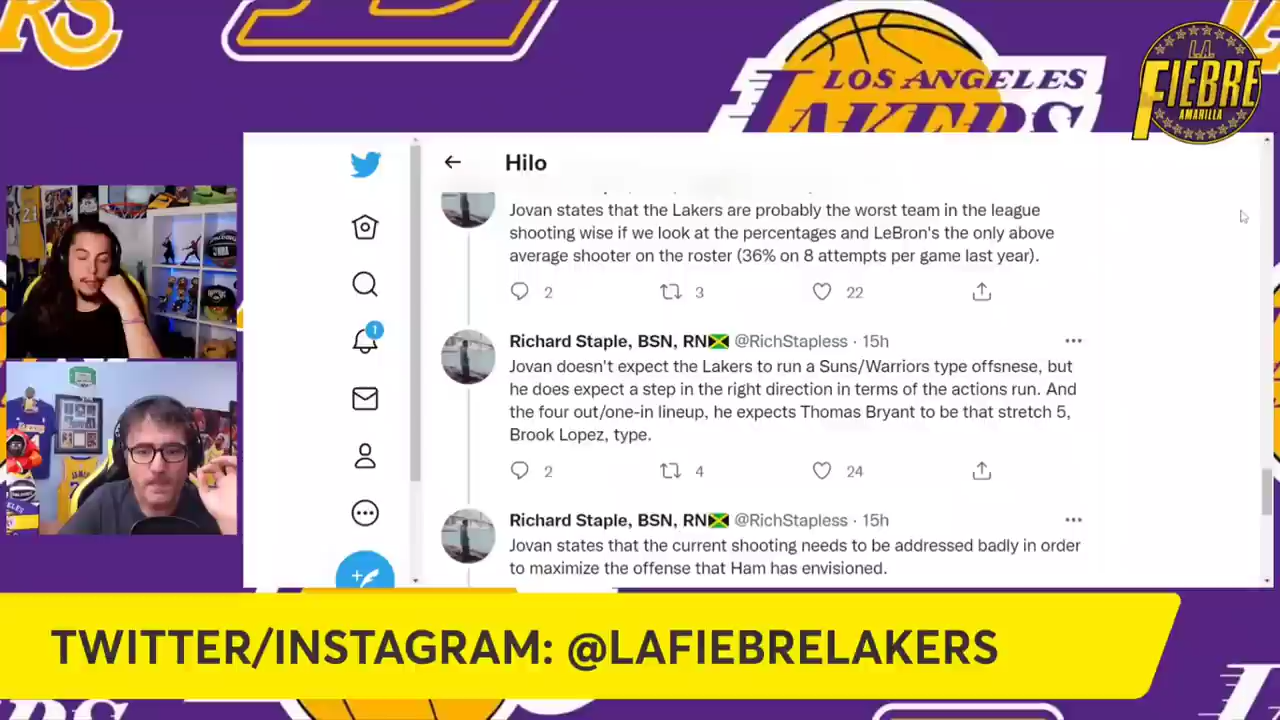 RS
LOS ANGELES
LAKERS
L.A.
FIEBRE
AMARILLA
Hilo
Jovan states that the Lakers are probably the worst team in the league
shooting wise if we look at the percentages and LeBron's the only above
average shooter on the roster (36% on 8 attempts per game last year).
2 3 22
1
Richard Staple, BSN, RN🇯🇲 @RichStapless · 15h
Jovan doesn't expect the Lakers to run a Suns/Warriors type offsnese, but
he does expect a step in the right direction in terms of the actions run. And
the four out/one-in lineup, he expects Thomas Bryant to be that stretch 5,
Brook Lopez, type.
2 4 24
Richard Staple, BSN, RN🇯🇲 @RichStapless · 15h
Jovan states that the current shooting needs to be addressed badly in order
to maximize the offense that Ham has envisioned.
TWITTER/INSTAGRAM: @LAFIEBRELAKERS